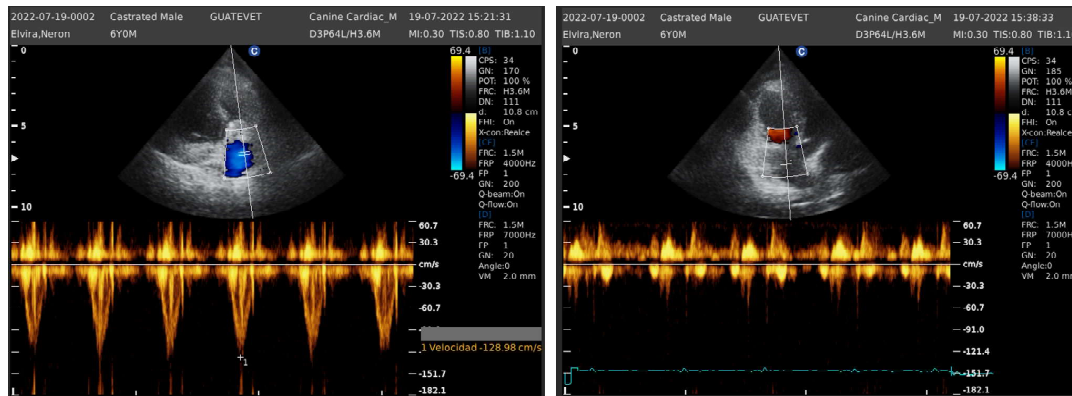 2022-07-19-0002 Castrated Male GUATEVET Canine Cardiac_M 19-07-2022 15:21:31
Elvira,Neron 6Y0M D3P64L/H3.6M MI:0.30 TIS:0.80 TIB:1.10
0
5
10
C
69.4
-69.4
[B]
CPS: 34
GN: 170
POT: 100 %
FRC: H3.6M
DN: 111
d: 10.8 cm
FHI: On
X-con:Realce
[CF]
FRC: 1.5M
FRP 4000Hz
FP 1
GN: 200
Q-beam:On
Q-flow:On
[D]
FRC: 1.5M
FRP 7000Hz
FP 1
GN: 20
Angle:0
VM 2.0 mm
60.7
30.3
cm/s
-30.3
-60.7
1 Velocidad -128.98 cm/s
-151.7
-182.1
1
2022-07-19-0002 Castrated Male GUATEVET Canine Cardiac_M 19-07-2022 15:38:33
Elvira,Neron 6Y0M D3P64L/H3.6M MI:0.30 TIS:0.80 TIB:1.10
0
5
10
C
69.4
-69.4
[B]
CPS: 34
GN: 185
POT: 100 %
FRC: H3.6M
DN: 111
d: 10.8 cm
FHI: On
X-con:Realce
[CF]
FRC: 1.5M
FRP 4000Hz
FP 1
GN: 200
Q-beam:On
Q-flow:On
[D]
FRC: 1.5M
FRP 7000Hz
FP 1
GN: 20
Angle:0
VM 2.0 mm
60.7
30.3
cm/s
-30.3
-60.7
-91.0
-121.4
-151.7
-182.1